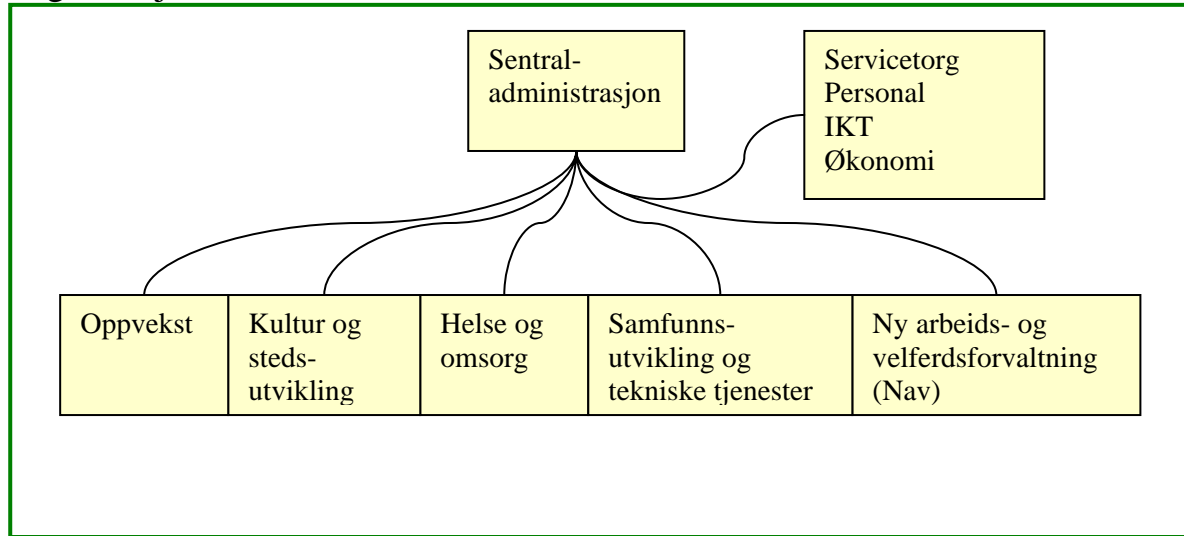 Sentral-
administrasjon
Servicetorg
Personal
IKT
Økonomi
Oppvekst
Kultur og
steds-
utvikling
Helse og
omsorg
Samfunns-
utvikling og
tekniske tjenester
Ny arbeids- og
velferdsforvaltning
(Nav)